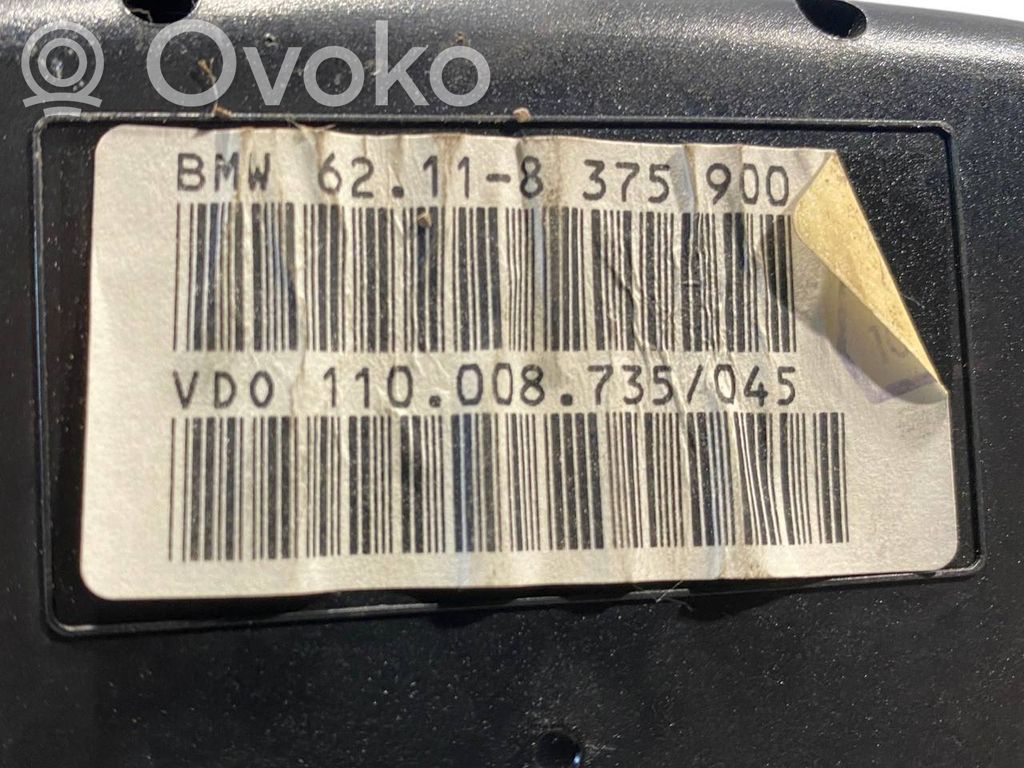 Ovoko
BMW 62.11-8 375 900
VDO 110.008.735/045